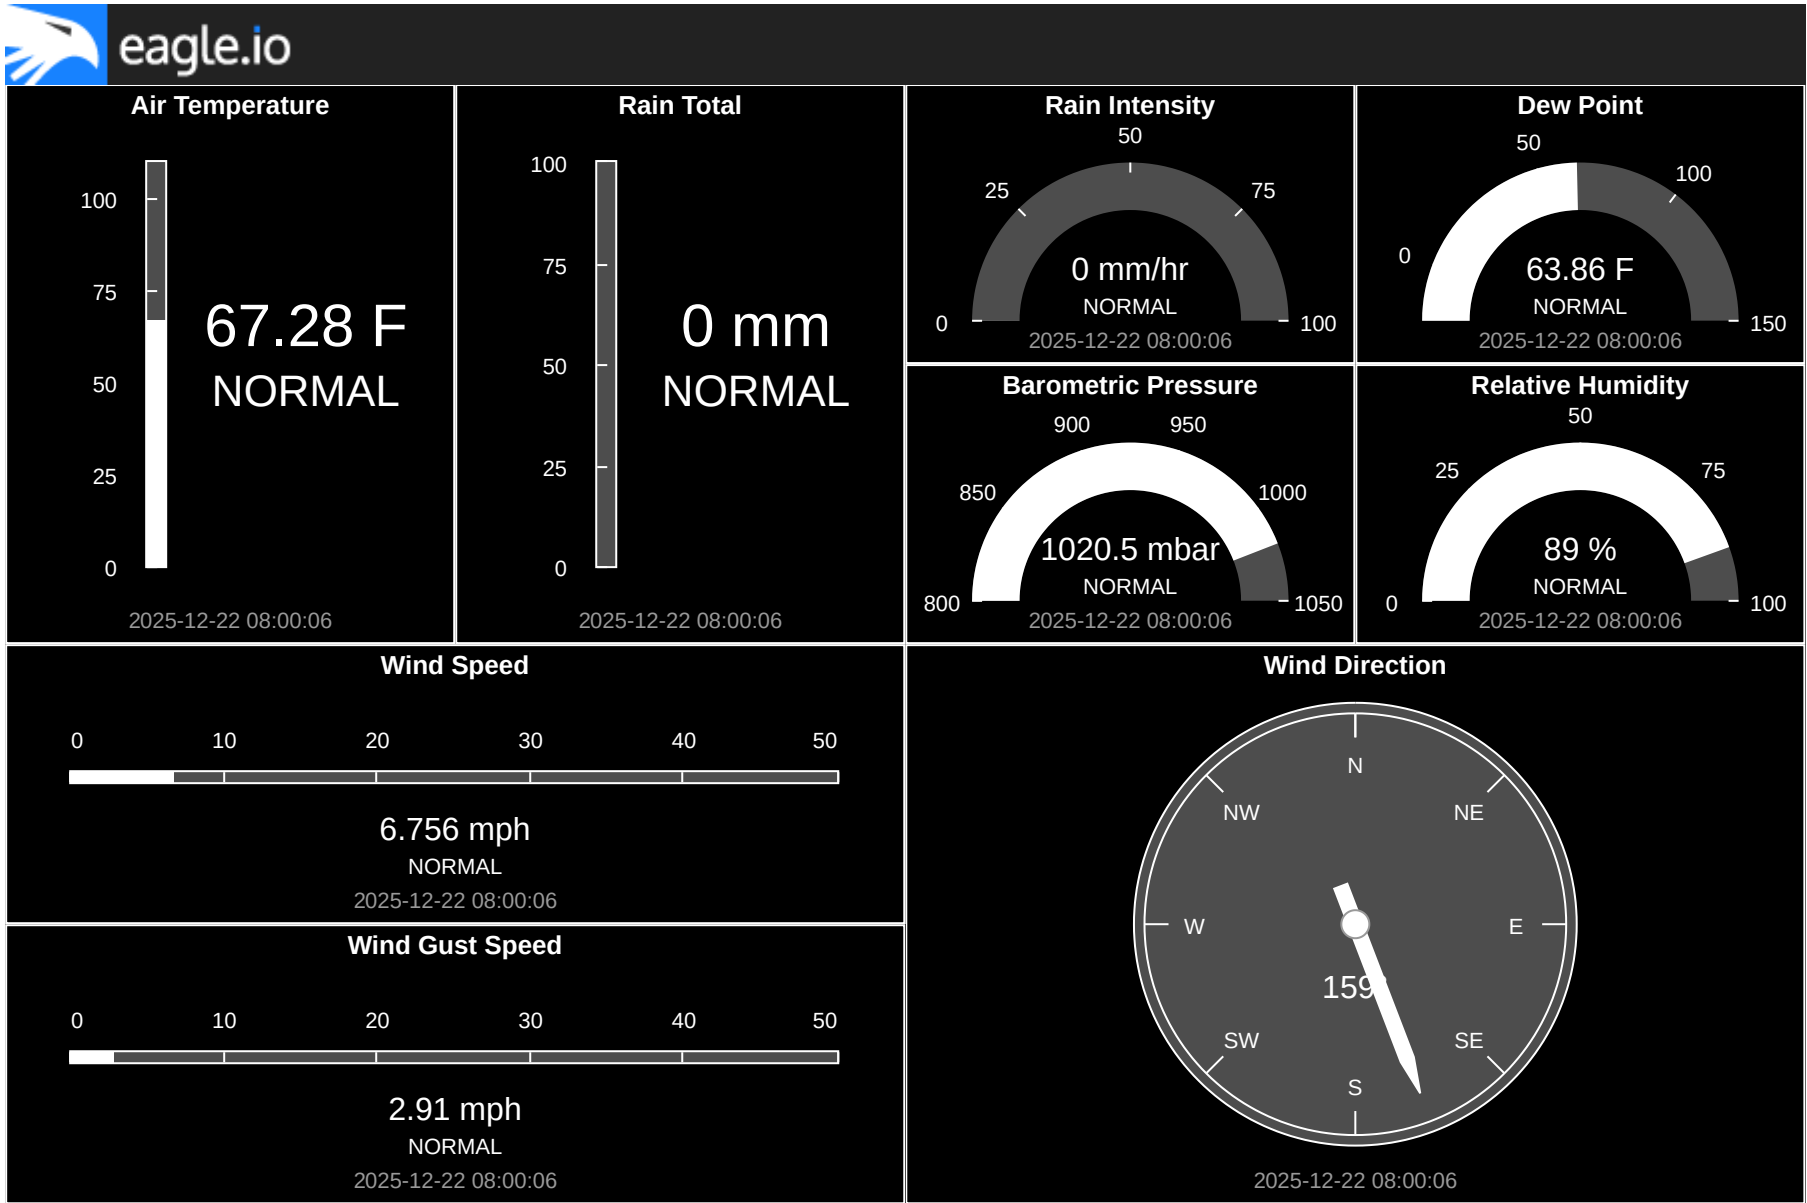 eagle.io
Air Temperature
100
75
50
25
0
67.28 F
NORMAL
2025-12-22 08:00:06
Rain Total
100
75
50
25
0
0 mm
NORMAL
2025-12-22 08:00:06
Rain Intensity
0
25
50
75
100
0 mm/hr
NORMAL
2025-12-22 08:00:06
Dew Point
0
50
100
150
63.86 F
NORMAL
2025-12-22 08:00:06
Barometric Pressure
800
850
900
950
1000
1050
1020.5 mbar
NORMAL
2025-12-22 08:00:06
Relative Humidity
0
25
50
75
100
89 %
NORMAL
2025-12-22 08:00:06
Wind Speed
0 10 20 30 40 50
6.756 mph
NORMAL
2025-12-22 08:00:06
Wind Gust Speed
0 10 20 30 40 50
2.91 mph
NORMAL
2025-12-22 08:00:06
Wind Direction
N
NW NE
W E
159
SW SE
S
2025-12-22 08:00:06